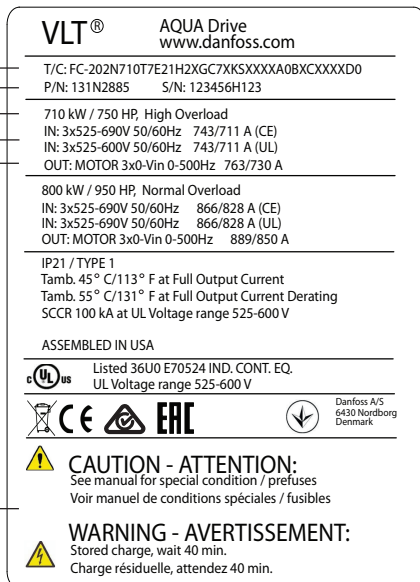 VLT® AQUA Drive
www.danfoss.com
T/C: FC-202N710T7E21H2XGC7XKSXXXXA0BXCXXXXD0
P/N: 131N2885 S/N: 123456H123
710 kW / 750 HP, High Overload
IN: 3x525-690V 50/60Hz 743/711 A (CE)
IN: 3x525-600V 50/60Hz 743/711 A (UL)
OUT: MOTOR 3x0-Vin 0-500Hz 763/730 A
800 kW / 950 HP, Normal Overload
IN: 3x525-690V 50/60Hz 866/828 A (CE)
IN: 3x525-690V 50/60Hz 866/828 A (UL)
OUT: MOTOR 3x0-Vin 0-500Hz 889/850 A
IP21 / TYPE 1
Tamb. 45° C/113° F at Full Output Current
Tamb. 55° C/131° F at Full Output Current Derating
SCCR 100 kA at UL Voltage range 525-600 V
ASSEMBLED IN USA
c UL us Listed 36U0 E70524 IND. CONT. EQ.
UL Voltage range 525-600 V
CE EAC
Danfoss A/S
6430 Nordborg
Denmark
CAUTION - ATTENTION:
See manual for special condition / prefuses
Voir manuel de conditions spéciales / fusibles
WARNING - AVERTISSEMENT:
Stored charge, wait 40 min.
Charge résiduelle, attendez 40 min.